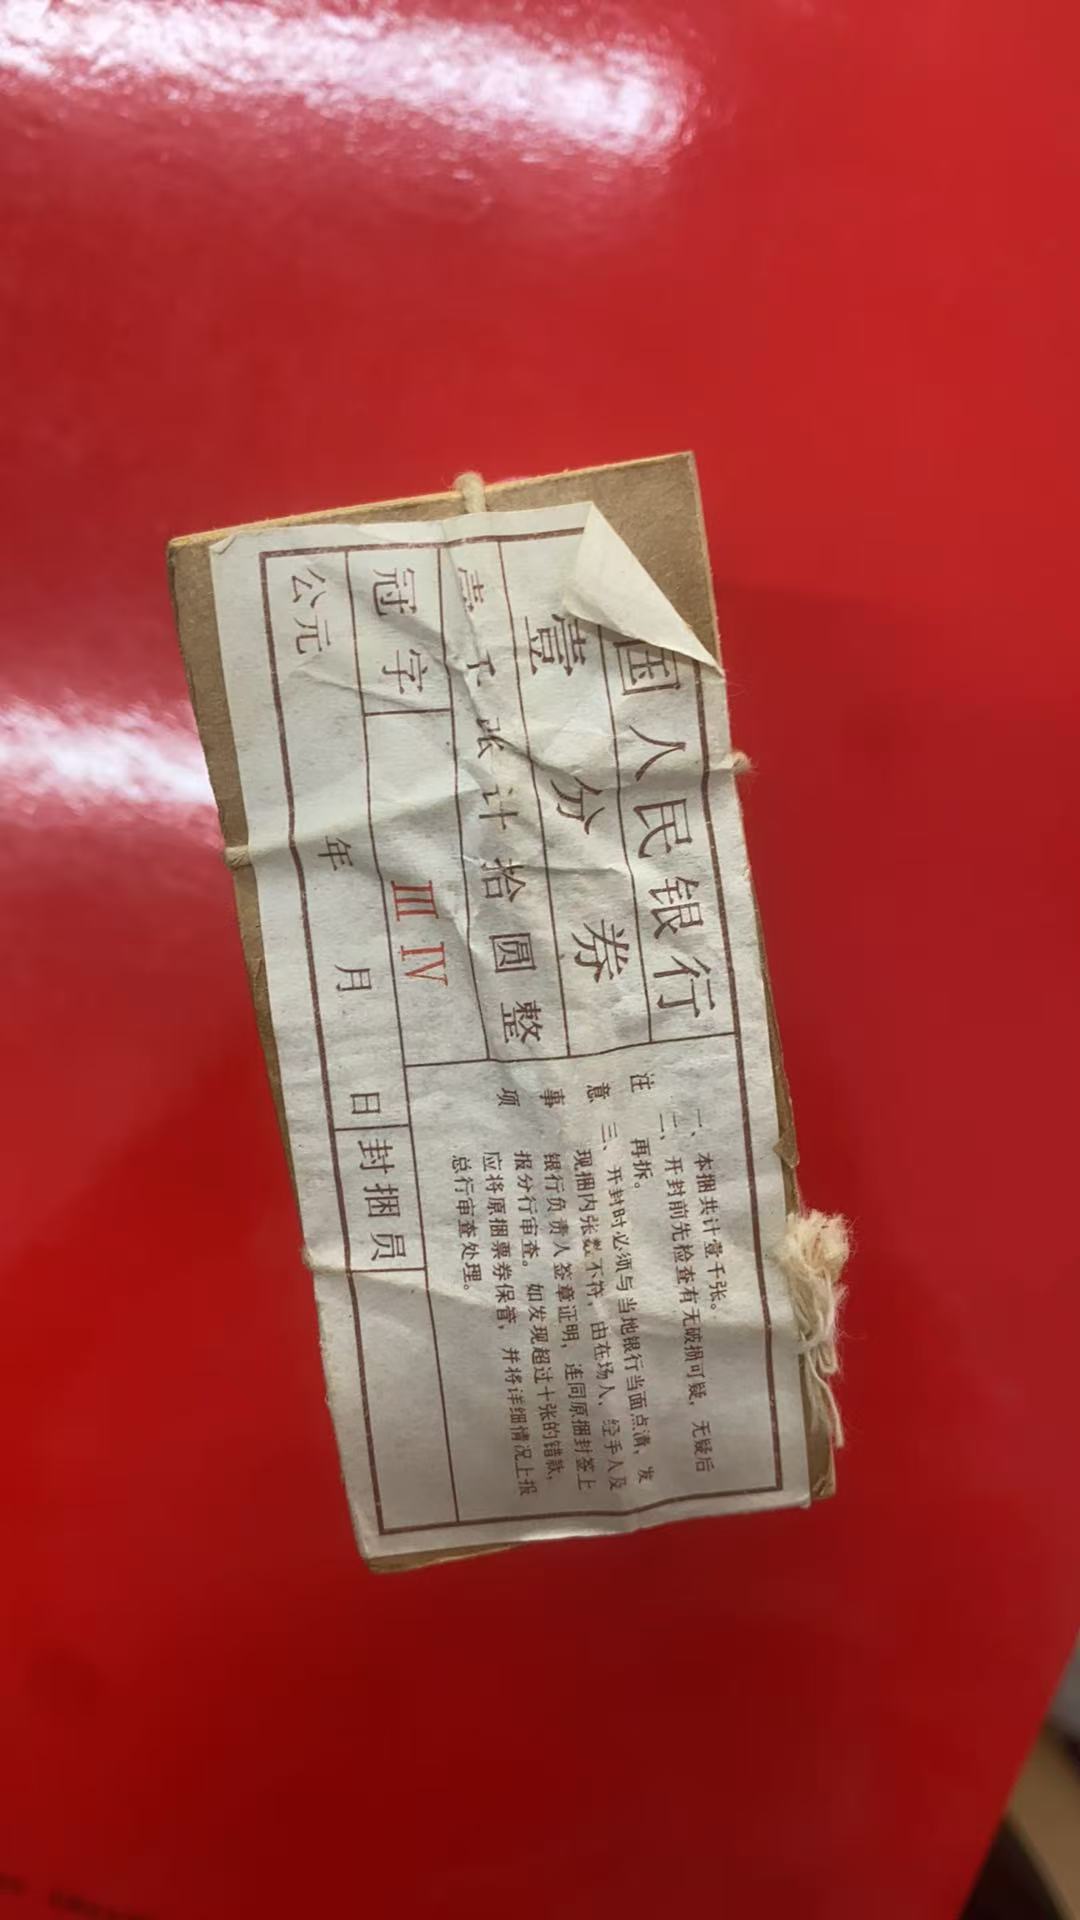 国人民银行
壹分券
壹千张计拾圆整
冠字 Ⅲ Ⅳ
公元 年 月 日 封捆员
注意事项
一、本捆共计壹千张。
二、开封前先检查有无破损可疑，无疑后
再拆。
三、开封时必须与当地银行当面点清，发
现捆内张数不符，由在场人、经手人及
银行负责人签章证明，连同原捆封签上
报分行审查。如发现超过十张的错款，
应将原捆票券保管，并将详细情况上报
总行审查处理。